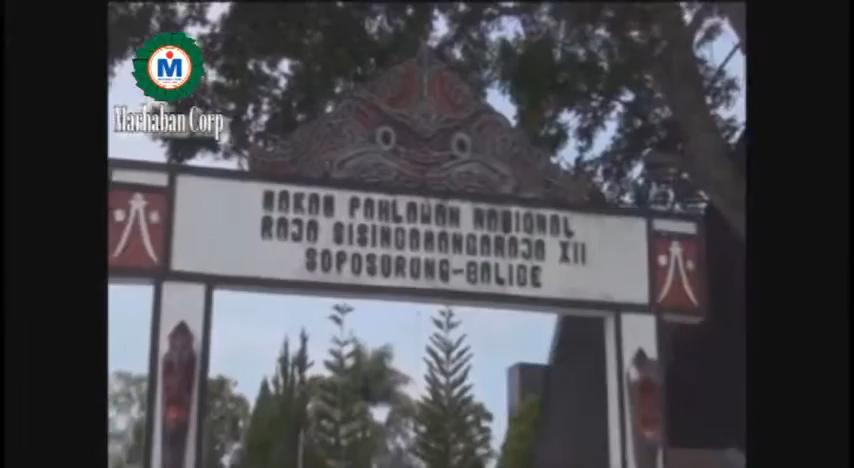 M
Marhaban Corp
MAKAM PAHLAWAN NASIONAL
RAJA SISINGAMANGARAJA XII
SOPOSURUNG-BALIGE